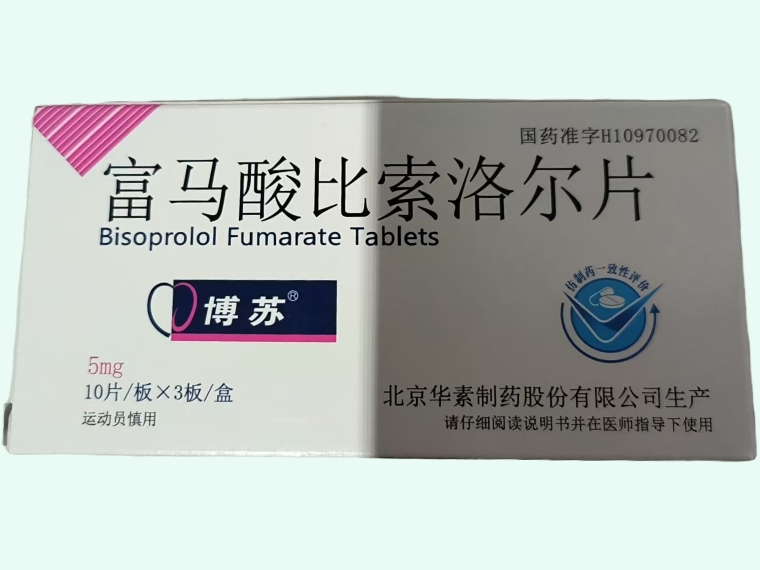 国药准字H10970082
富马酸比索洛尔片
Bisoprolol Fumarate Tablets
仿制药一致性评价
博苏®
5mg
10片/板×3板/盒
运动员慎用
北京华素制药股份有限公司生产
请仔细阅读说明书并在医师指导下使用